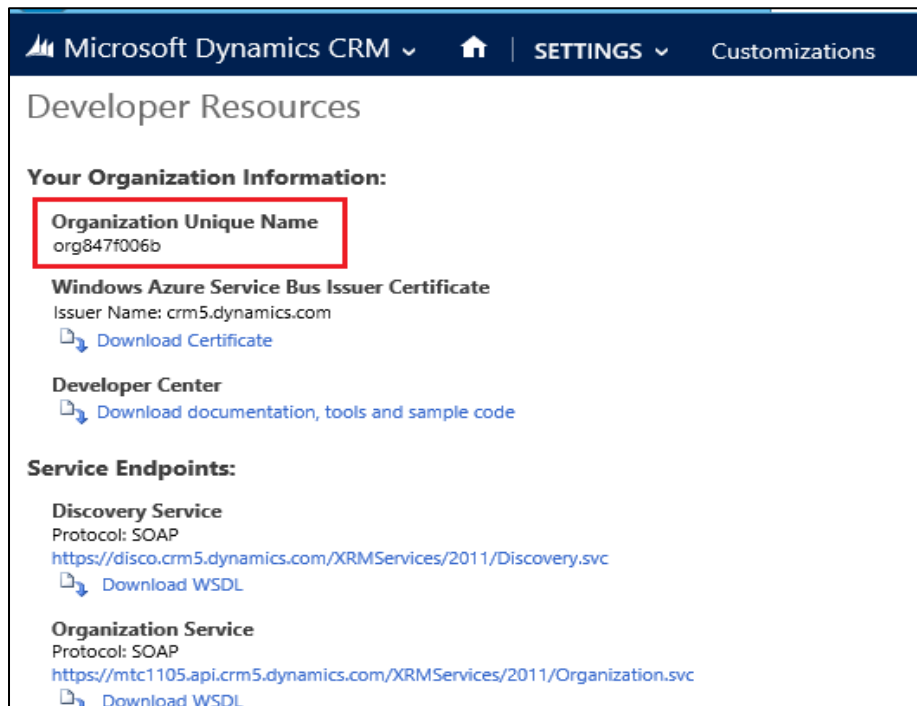 Microsoft Dynamics CRM SETTINGS Customizations
Developer Resources
Your Organization Information:
Organization Unique Name
org847f006b
Windows Azure Service Bus Issuer Certificate
Issuer Name: crm5.dynamics.com
Download Certificate
Developer Center
Download documentation, tools and sample code
Service Endpoints:
Discovery Service
Protocol: SOAP
https://disco.crm5.dynamics.com/XRMServices/2011/Discovery.svc
Download WSDL
Organization Service
Protocol: SOAP
https://mtc1105.api.crm5.dynamics.com/XRMServices/2011/Organization.svc
Download WSDL